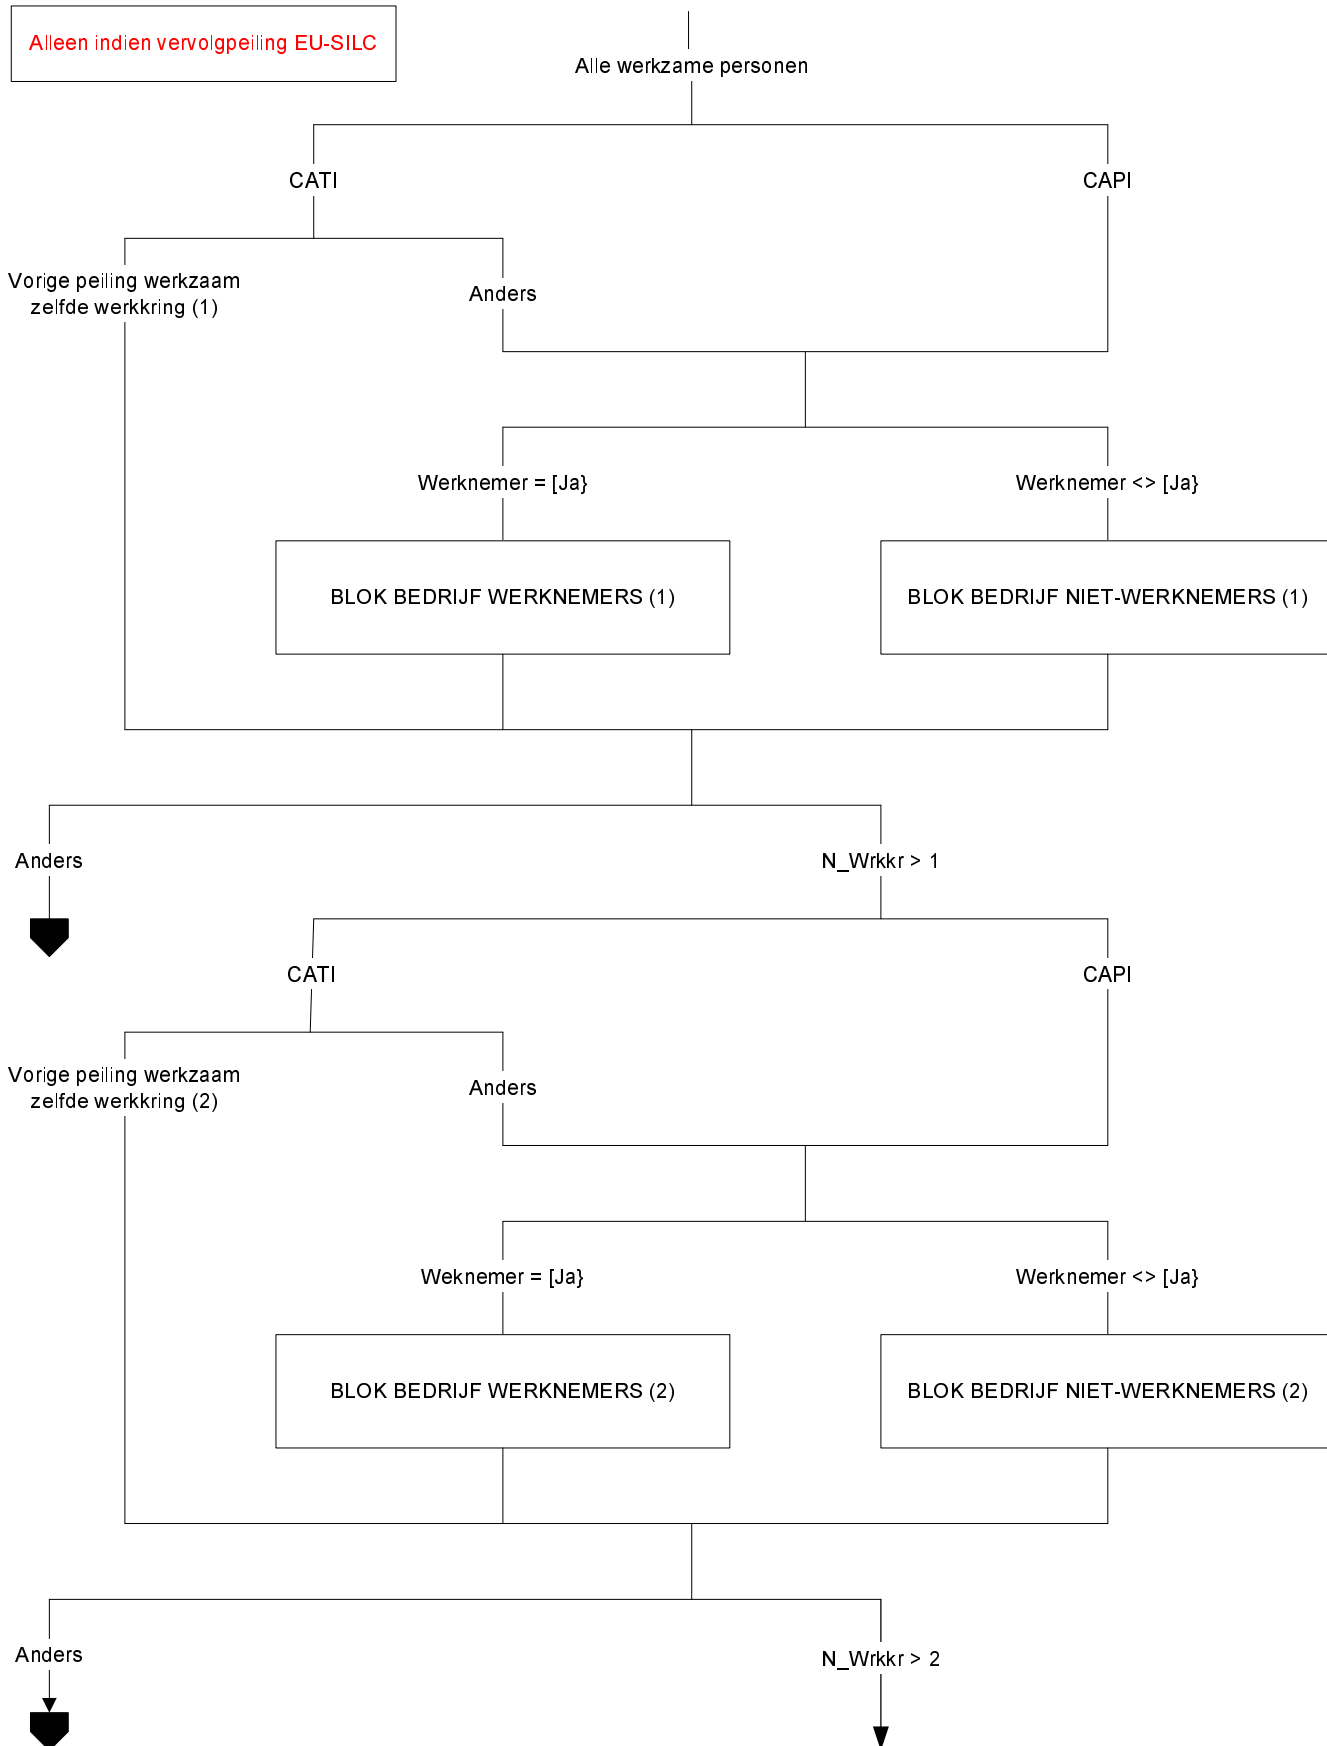 Alleen indien vervolgpeiling EU-SILC
Alle werkzame personen
CATI
CAPI
Vorige peiling werkzaam
zelfde werkkring (1)
Anders
Werknemer = [Ja}
Werknemer <> [Ja}
BLOK BEDRIJF WERKNEMERS (1)
BLOK BEDRIJF NIET-WERKNEMERS (1)
Anders
N_Wrkkr > 1
CATI
CAPI
Vorige peiling werkzaam
zelfde werkkring (2)
Anders
Weknemer = [Ja}
Werknemer <> [Ja}
BLOK BEDRIJF WERKNEMERS (2)
BLOK BEDRIJF NIET-WERKNEMERS (2)
Anders
N_Wrkkr > 2